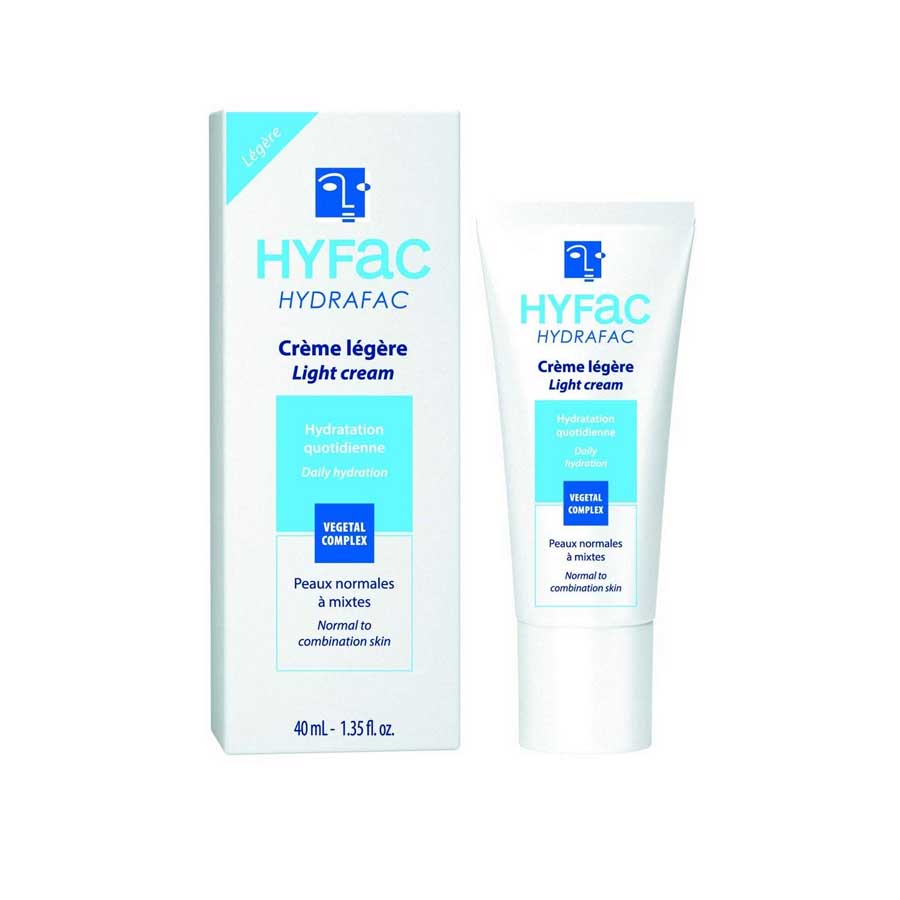 Légère
HYFaC
HYDRAFAC
Crème légère
Light cream
Hydratation
quotidienne
Daily hydration
VEGETAL
COMPLEX
Peaux normales
à mixtes
Normal to
combination skin
40 mL - 1.35 fl. oz.
HYFaC
HYDRAFAC
Crème légère
Light cream
Hydratation
quotidienne
Daily
hydration
VEGETAL
COMPLEX
Peaux normales
à mixtes
Normal to
combination skin